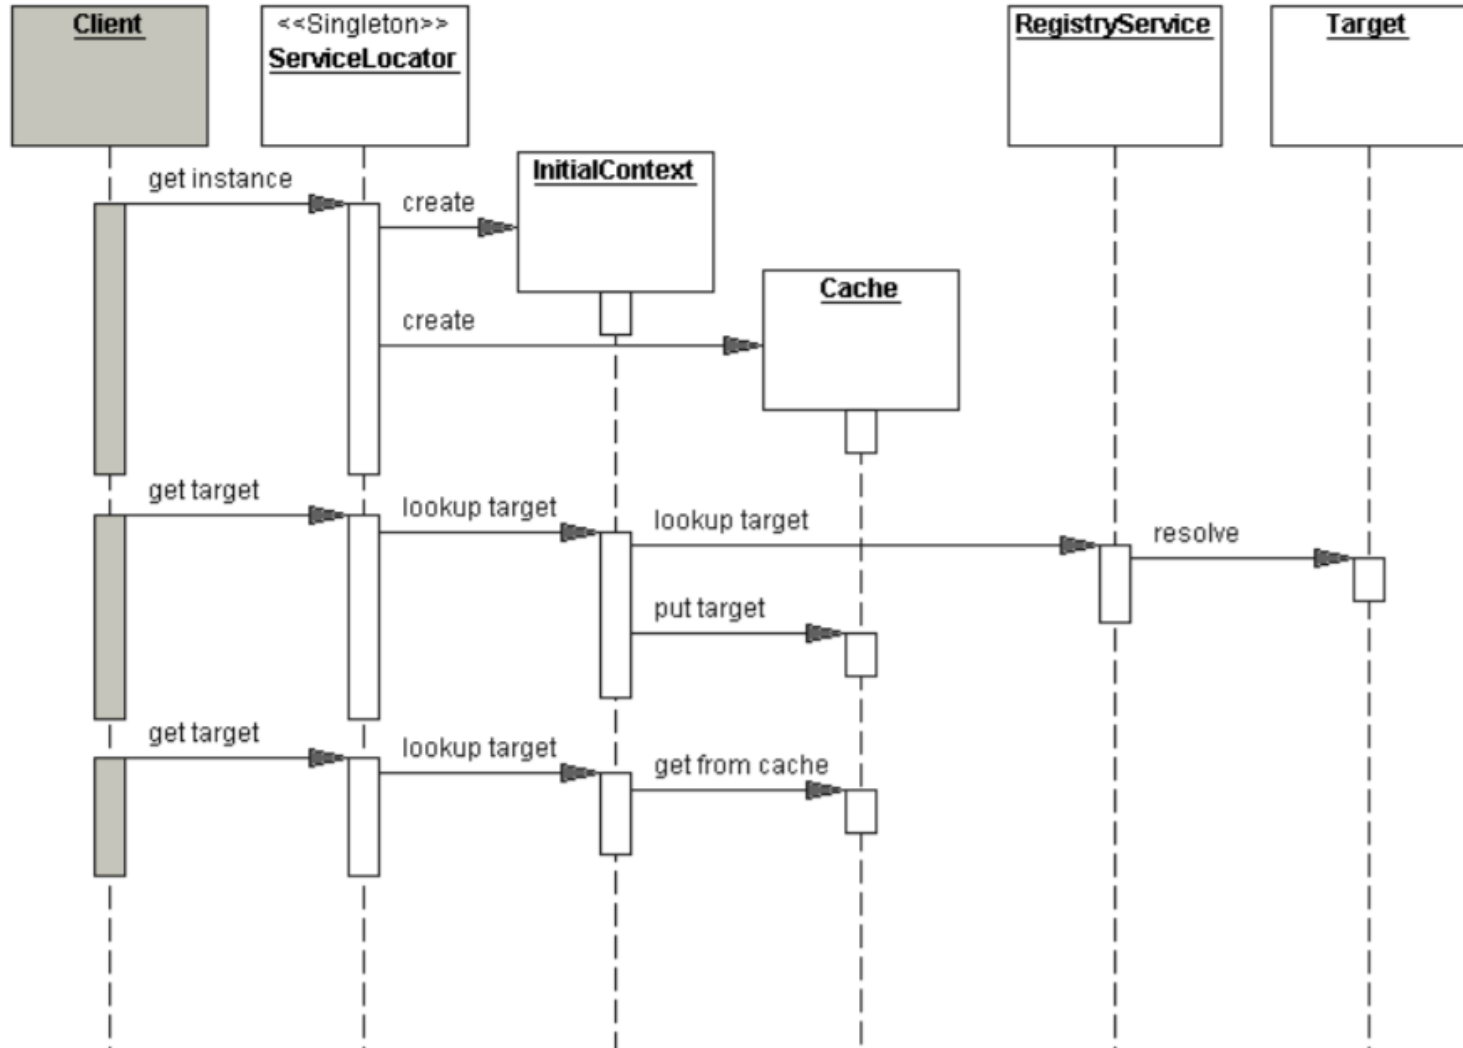 Client
<<Singleton>>
ServiceLocator
RegistryService
Target
InitialContext
get instance
create
Cache
create
get target
lookup target
lookup target
resolve
put target
get target
lookup target
get from cache